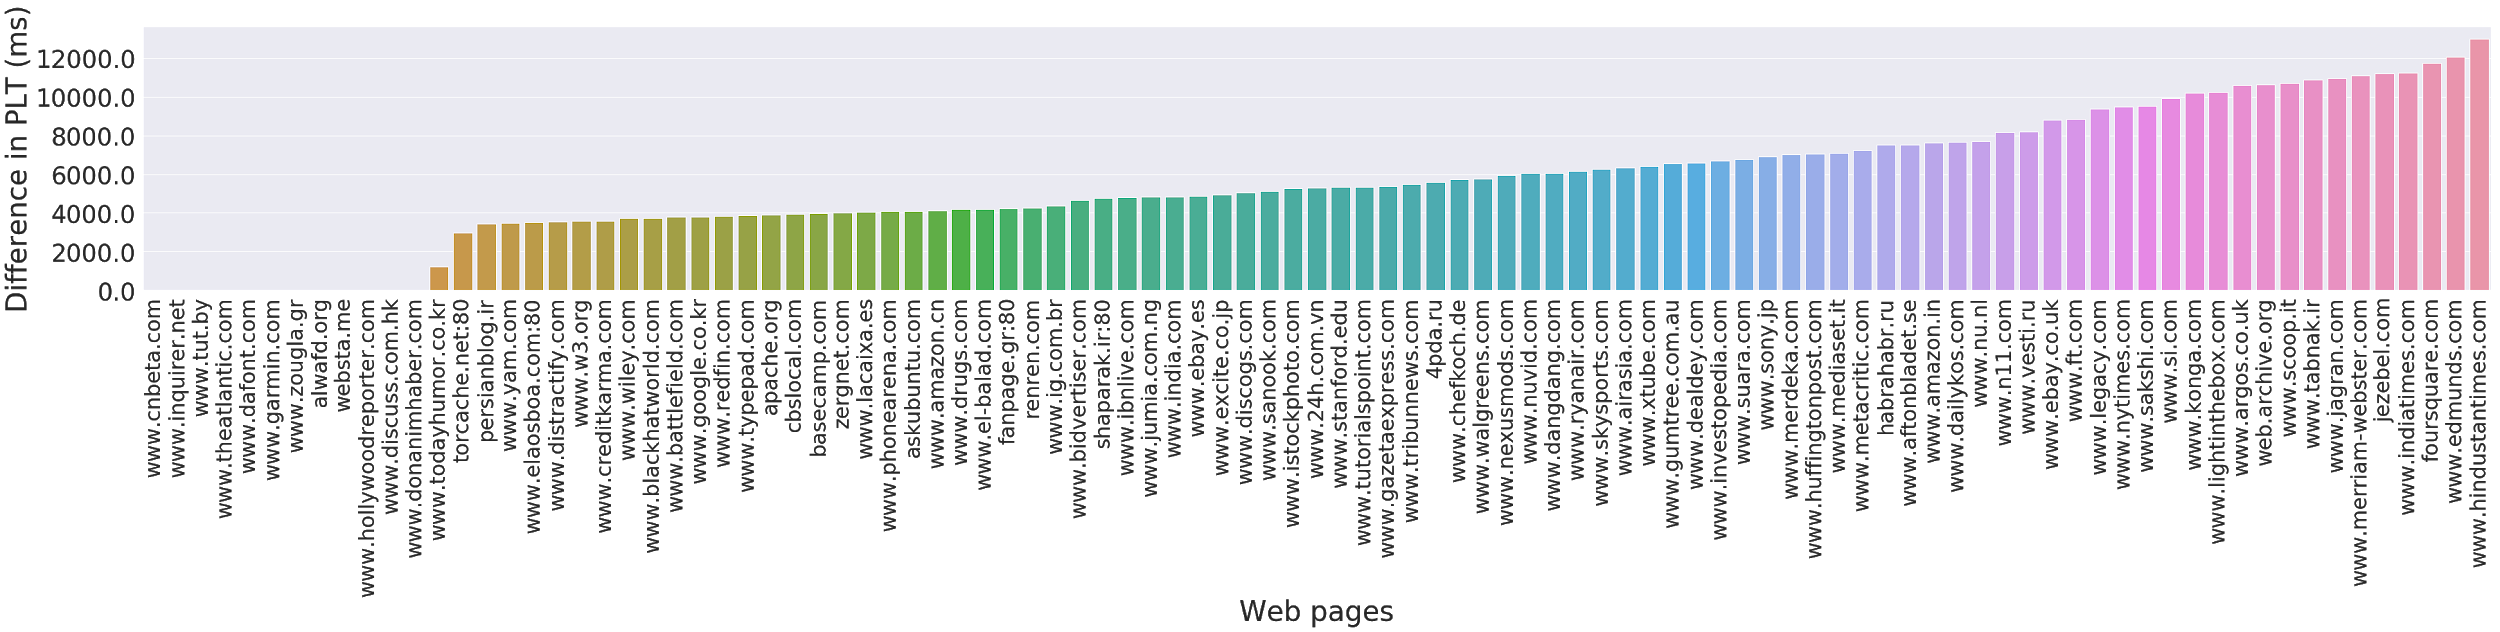 Difference in PLT (ms)
12000.0
10000.0
8000.0
6000.0
4000.0
2000.0
0.0
www.cnbeta.com
www.inquirer.net
www.tut.by
www.theatlantic.com
www.dafont.com
www.garmin.com
www.zougla.gr
alwafd.org
websta.me
www.hollywoodreporter.com
www.discuss.com.hk
www.donanimhaber.com
www.todayhumor.co.kr
torcache.net:80
persianblog.ir
www.yam.com
www.elaosboa.com:80
www.distractify.com
www.w3.org
www.creditkarma.com
www.wiley.com
www.blackhatworld.com
www.battlefield.com
www.google.co.kr
www.redfin.com
www.typepad.com
apache.org
cbslocal.com
basecamp.com
zergnet.com
www.lacaixa.es
www.phonearena.com
askubuntu.com
www.amazon.cn
www.drugs.com
www.el-balad.com
fanpage.gr:80
renren.com
www.ig.com.br
www.bidvertiser.com
shaparak.ir:80
www.ibnlive.com
www.jumia.com.ng
www.india.com
www.ebay.es
www.excite.co.jp
www.discogs.com
www.sanook.com
www.istockphoto.com
www.24h.com.vn
www.stanford.edu
www.tutorialspoint.com
www.gazetaexpress.com
www.tribunnews.com
4pda.ru
www.chefkoch.de
www.walgreens.com
www.nexusmods.com
www.nuvid.com
www.dangdang.com
www.ryanair.com
www.skysports.com
www.airasia.com
www.xtube.com
www.gumtree.com.au
www.dealdey.com
www.investopedia.com
www.suara.com
www.sony.jp
www.merdeka.com
www.huffingtonpost.com
www.mediaset.it
www.metacritic.com
habrahabr.ru
www.aftonbladet.se
www.amazon.in
www.dailykos.com
www.nu.nl
www.n11.com
www.vesti.ru
www.ebay.co.uk
www.ft.com
www.legacy.com
www.nytimes.com
www.sakshi.com
www.si.com
www.konga.com
www.lightinthebox.com
www.argos.co.uk
web.archive.org
www.scoop.it
www.tabnak.ir
www.jagran.com
www.merriam-webster.com
jezebel.com
www.indiatimes.com
foursquare.com
www.edmunds.com
www.hindustantimes.com
Web pages